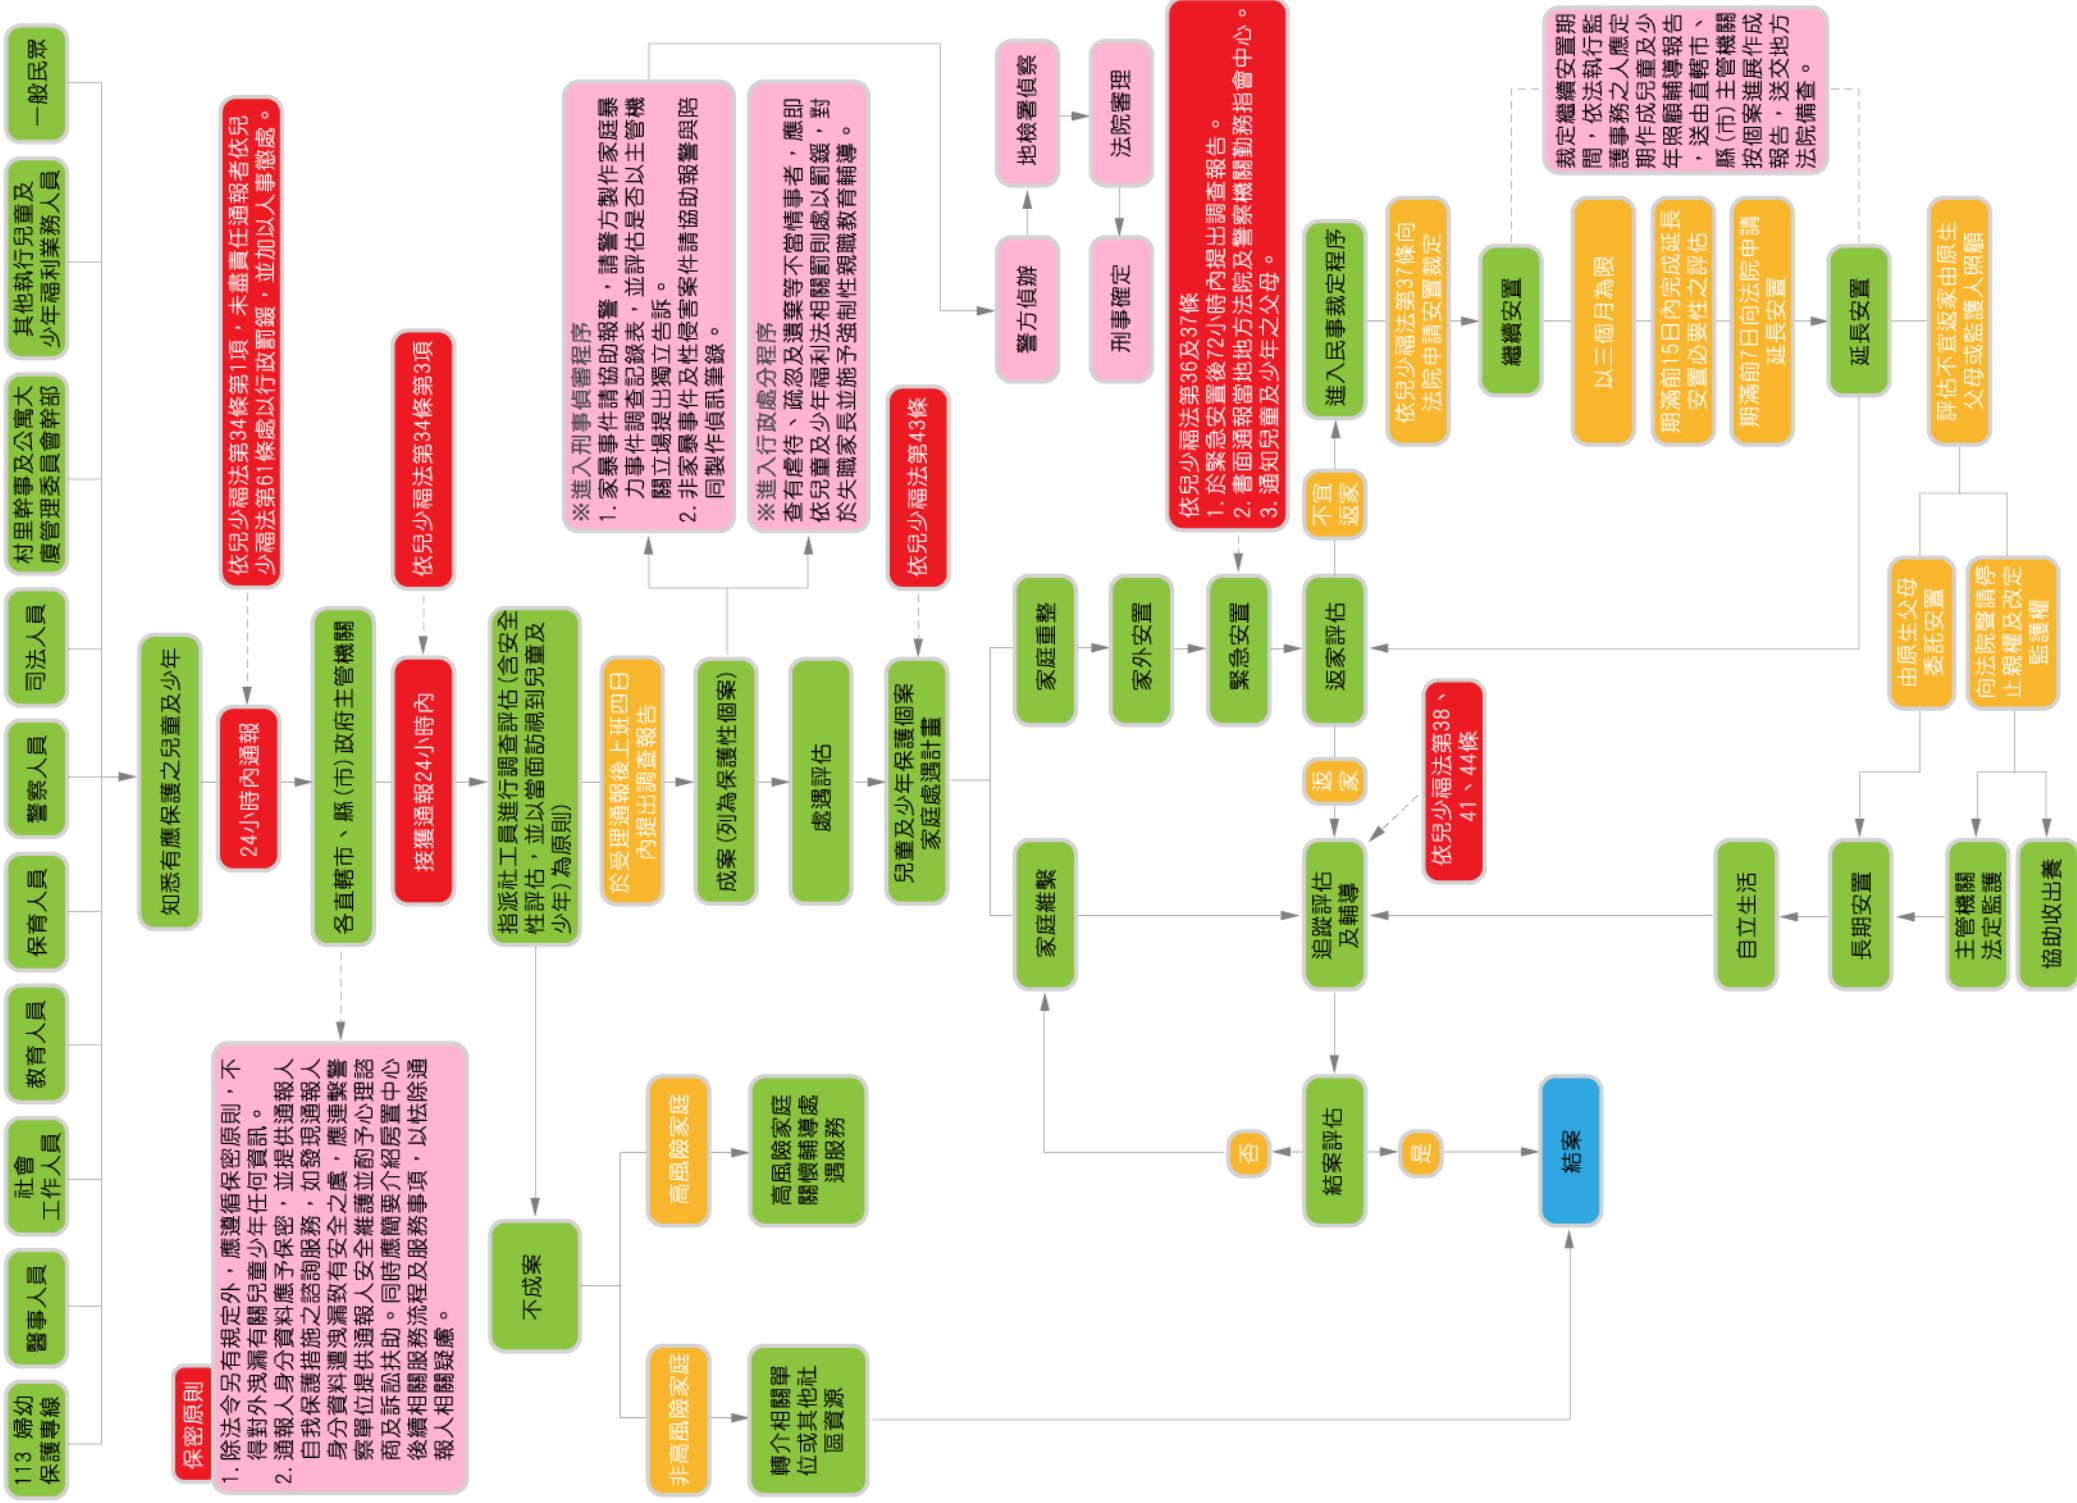 113 婦幼
保護專線
醫事人員
社會
工作人員
教育人員
保育人員
警察人員
司法人員
村里幹事及公寓大
廈管理委員會幹部
其他執行兒童及
少年福利業務人員
一般民眾
知悉有應保護之兒童及少年
24小時內通報
依兒少福法第34條第1項，未盡責任通報者依兒
少福法第61條處以行政罰鍰，並加以人事懲處。
保密原則
1. 除法令另有規定外，應遵循保密原則，不
得對外洩漏有關兒童少年任何資訊。
2. 通報人身分資料應予保密，並提供通報人
自我保護措施之諮詢服務，如發現通報人
身分資料遭洩漏致有安全之虞，應連繫警
察單位提供通報人安全維護並酌予心理諮
商及訴訟扶助。同時應簡要介紹房置中心
後續相關服務流程及服務事項，以怯除通
報人相關疑慮。
各直轄市、縣(市)政府主管機關
接獲通報24小時內
依兒少福法第34條第3項
指派社工員進行調查評估(含安全
性評估，並以當面訪視到兒童及
少年)為原則)
不成案
非高風險家庭
高風險家庭
轉介相關單
位或其他社
區資源
高風險家庭
關懷輔導處
遇服務
於受理通報後上班四日
內提出調查報告
成案(列為保護性個案)
※進入刑事偵審程序
1. 家暴事件請協助報警，請警方製作家庭暴
力事件調查記錄表，並評估是否以主管機
關立場提出獨立告訴。
2. 非家暴事件及性侵害案件請協助報警與陪
同製作偵訊筆錄。
※進入行政處分程序
查有虐待、疏忽及遺棄等不當情事者，應即
依兒童及少年福利法相關罰則處以罰鍰，對
於失職家長並施予強制性親職教育輔導。
警方偵辦
地檢署偵察
法院審理
刑事確定
處遇評估
兒童及少年保護個案
家庭處遇計畫
依兒少福法第43條
家庭維繫
家庭重整
家外安置
緊急安置
依兒少福法第36及37條
1. 於緊急安置後72小時內提出調查報告。
2. 書面通報當地地方法院及警察機關勤務指會中心。
3. 通知兒童及少年之父母。
否
結案評估
是
結案
追蹤評估
及輔導
返
家
返家評估
不宜
返家
進入民事裁定程序
依兒少福法第38、
41、44條
依兒少福法第37條向
法院申請安置裁定
繼續安置
以三個月為限
期滿前15日內完成延長
安置必要性之評估
期滿前7日向法院申請
延長安置
延長安置
裁定繼續安置期
間，依法執行監
護事務之人應定
期作成兒童及少
年照顧輔導報告
，送由直轄市、
縣(市)主管機關
按個案進展作成
報告，送交地方
法院備查。
評估不宜返家由原生
父母或監護人照顧
由原生父母
委託安置
向法院聲請停
止親權及改定
監護權
自立生活
長期安置
主管機關
法定監護
協助收出養